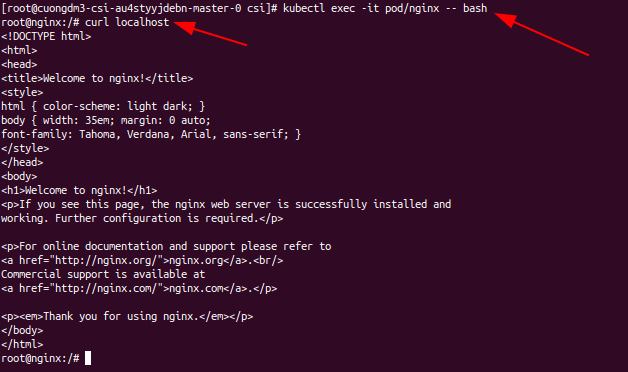 [root@cuongdm3-csi-au4styyjdebn-master-0 csi]# kubectl exec -it pod/nginx -- bash
root@nginx:/# curl localhost
<!DOCTYPE html>
<html>
<head>
<title>Welcome to nginx!</title>
<style>
html { color-scheme: light dark; }
body { width: 35em; margin: 0 auto;
font-family: Tahoma, Verdana, Arial, sans-serif; }
</style>
</head>
<body>
<h1>Welcome to nginx!</h1>
<p>If you see this page, the nginx web server is successfully installed and
working. Further configuration is required.</p>

<p>For online documentation and support please refer to
<a href="http://nginx.org/">nginx.org</a>.<br/>
Commercial support is available at
<a href="http://nginx.com/">nginx.com</a>.</p>

<p><em>Thank you for using nginx.</em></p>
</body>
</html>
root@nginx:/#